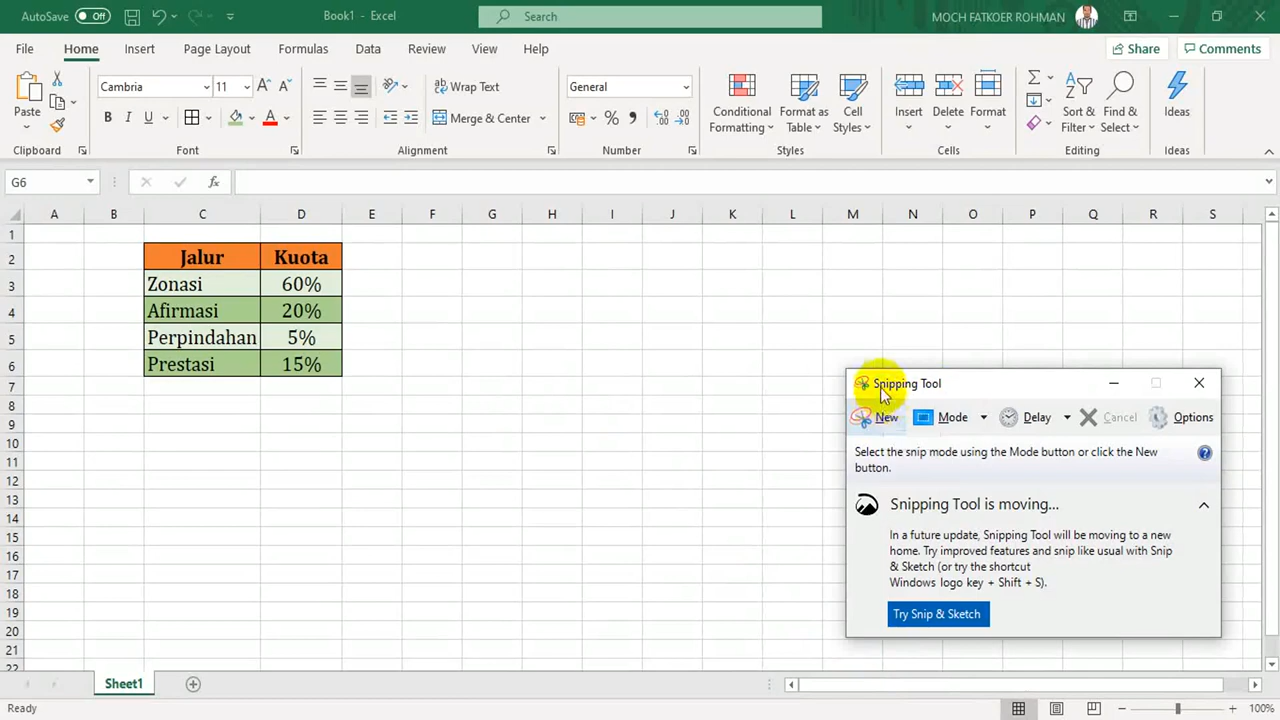 AutoSave Off Book1 - Excel Search MOCH FATKOER ROHMAN
File Home Insert Page Layout Formulas Data Review View Help Share Comments
Paste Cambria 11 Wrap Text General Conditional Formatting Format as Table Cell Styles Insert Delete Format Sort & Filter Find & Select Ideas
B I U A Merge & Center % ,
Clipboard Font Alignment Number Styles Cells Editing Ideas
G6 fx
A B C D E F G H I J K L M N O P Q R S
1
2 Jalur Kuota
3 Zonasi 60%
4 Afirmasi 20%
5 Perpindahan 5%
6 Prestasi 15%
7
8
9
10
11
12
13
14
15
16
17
18
19
20
21
22
Snipping Tool
New Mode Delay Cancel Options
Select the snip mode using the Mode button or click the New
button.
Snipping Tool is moving...
In a future update, Snipping Tool will be moving to a new
home. Try improved features and snip like usual with Snip
& Sketch (or try the shortcut
Windows logo key + Shift + S).
Try Snip & Sketch
Sheet1
Ready 100%